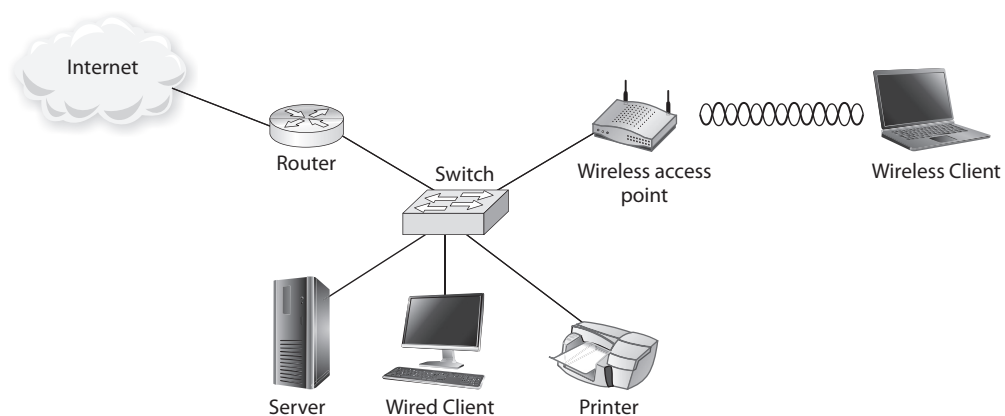 Internet
Router
Switch
Wireless access
point
Wireless Client
Server
Wired Client
Printer